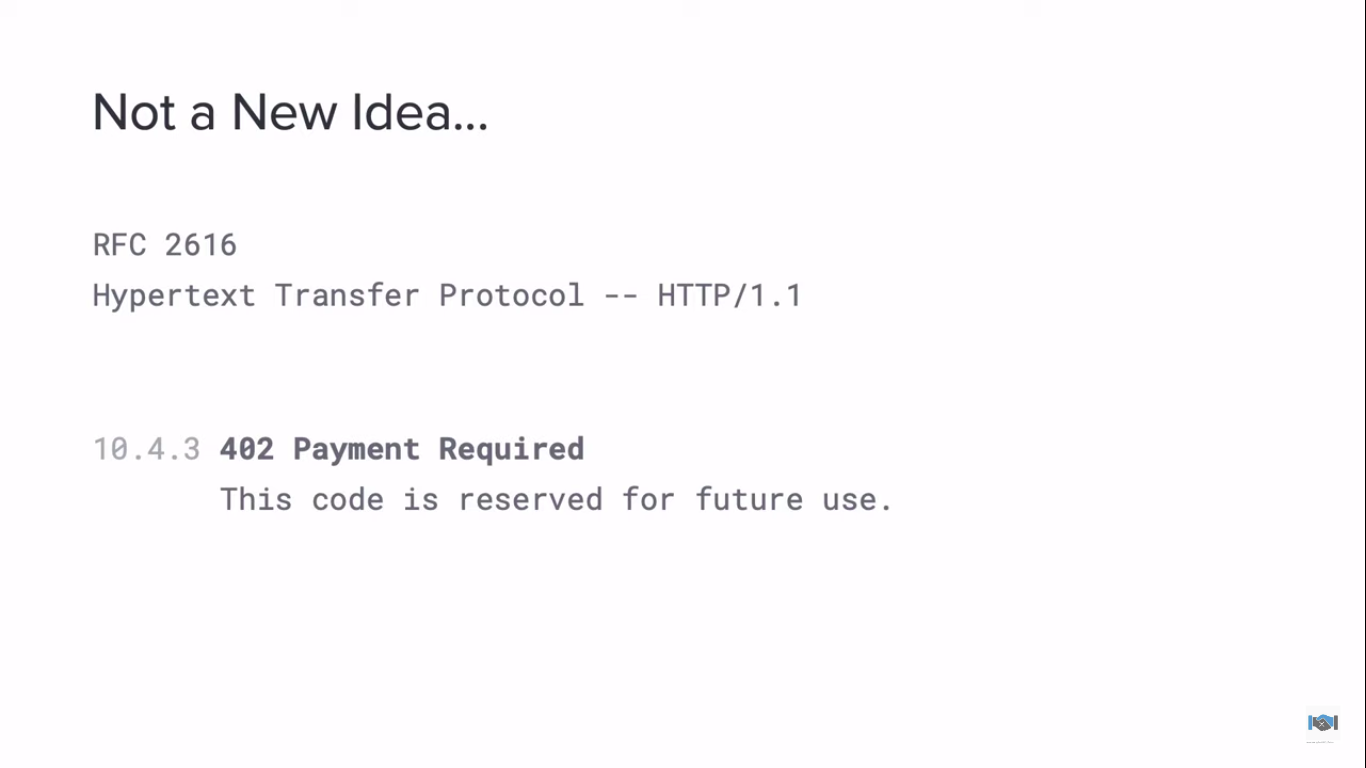 Not a New Idea...
RFC 2616
Hypertext Transfer Protocol -- HTTP/1.1
10.4.3 402 Payment Required
This code is reserved for future use.